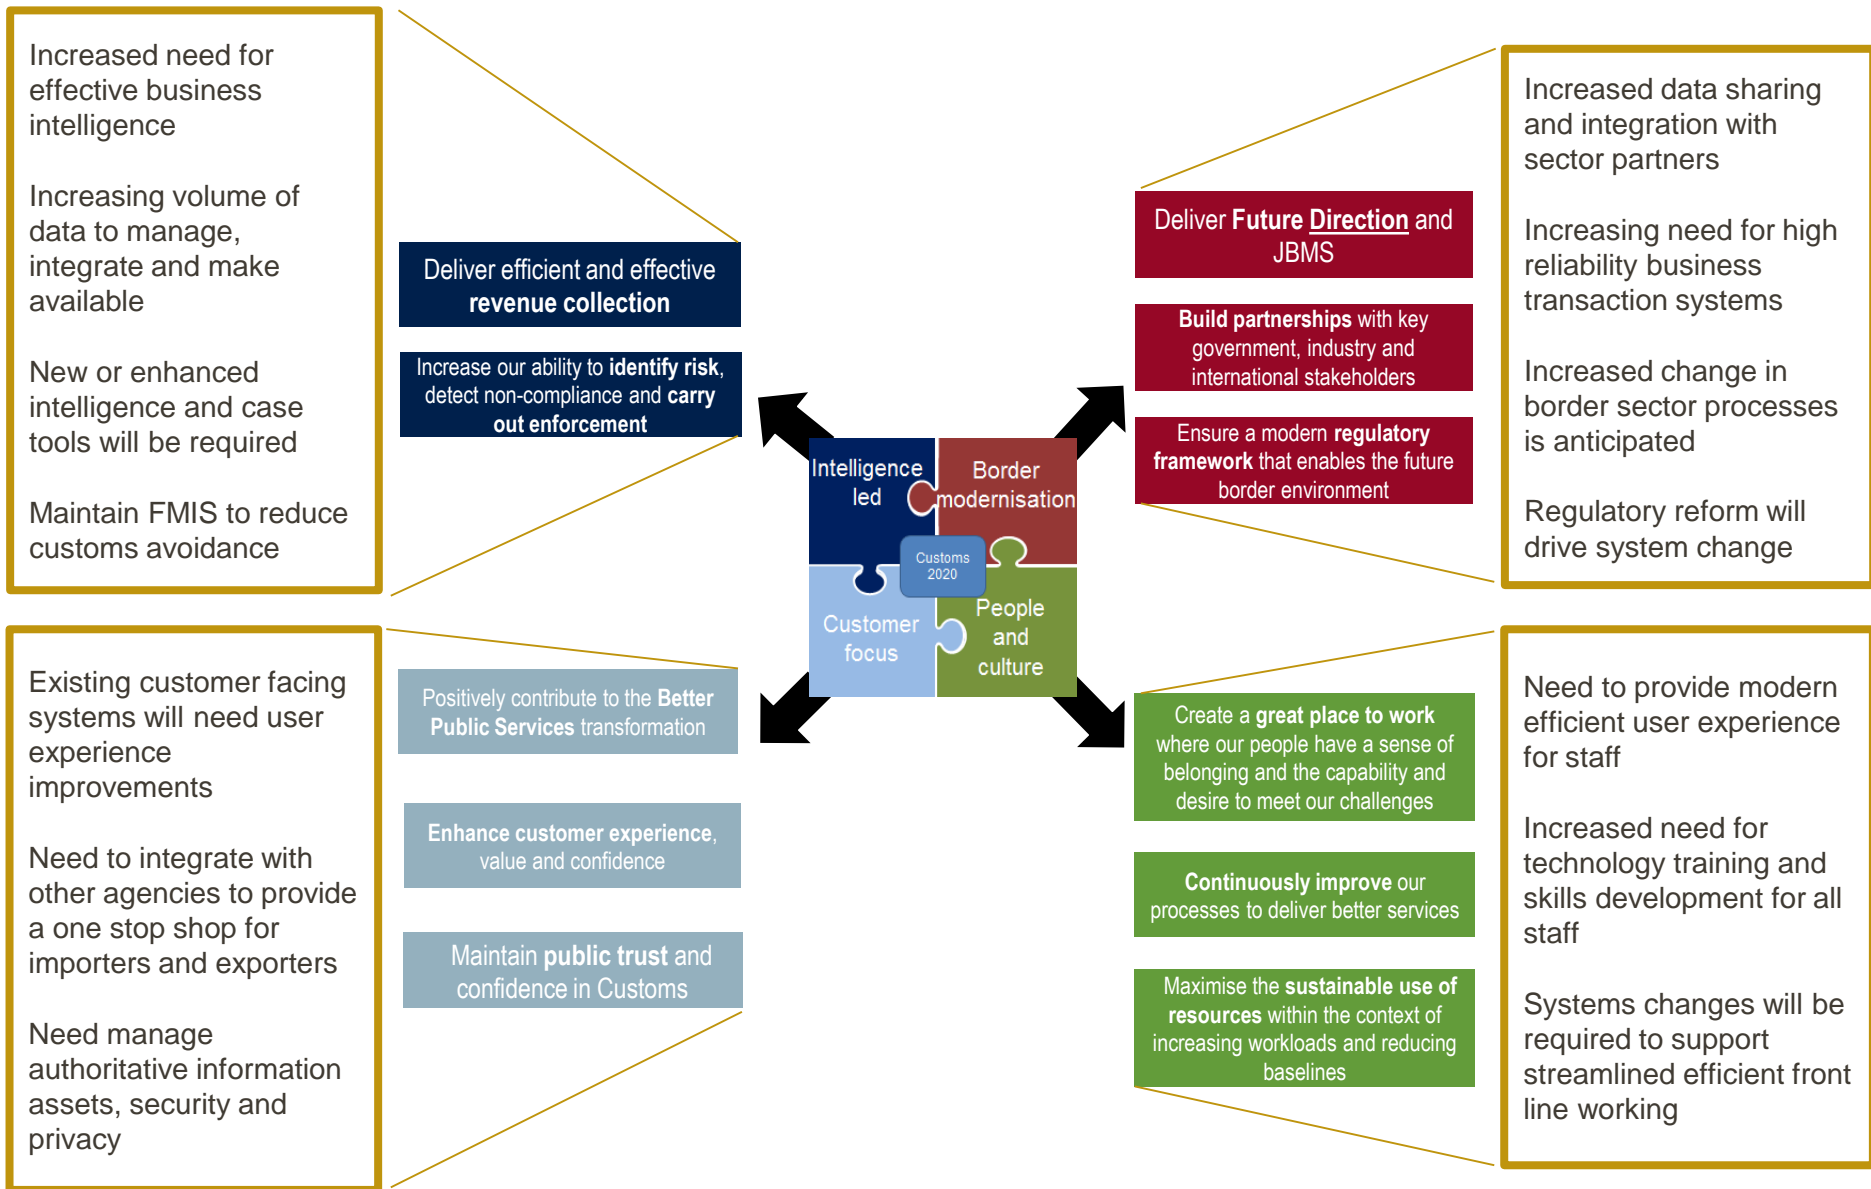 Increased need for
effective business
intelligence
Increasing volume of
data to manage,
integrate and make
available
New or enhanced
intelligence and case
tools will be required
Maintain FMIS to reduce
customs avoidance
Deliver efficient and effective
revenue collection
Increase our ability to identify risk,
detect non-compliance and carry
out enforcement
Deliver Future Direction and
JBMS
Build partnerships with key
government, industry and
international stakeholders
Ensure a modern regulatory
framework that enables the future
border environment
Increased data sharing
and integration with
sector partners
Increasing need for high
reliability business
transaction systems
Increased change in
border sector processes
is anticipated
Regulatory reform will
drive system change
Intelligence
led
Border
modernisation
Customs
2020
Customer
focus
People
and
culture
Existing customer facing
systems will need user
experience
improvements
Need to integrate with
other agencies to provide
a one stop shop for
importers and exporters
Need manage
authoritative information
assets, security and
privacy
Positively contribute to the Better
Public Services transformation
Enhance customer experience,
value and confidence
Maintain public trust and
confidence in Customs
Create a great place to work
where our people have a sense of
belonging and the capability and
desire to meet our challenges
Continuously improve our
processes to deliver better services
Maximise the sustainable use of
resources within the context of
increasing workloads and reducing
baselines
Need to provide modern
efficient user experience
for staff
Increased need for
technology training and
skills development for all
staff
Systems changes will be
required to support
streamlined efficient front
line working